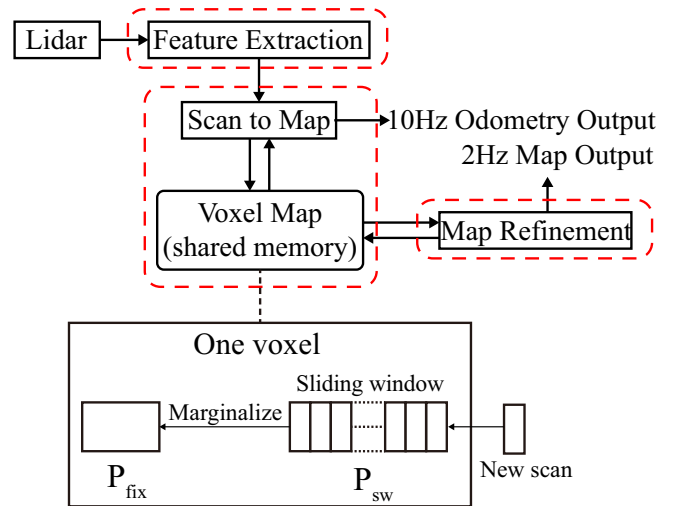 Lidar
Feature Extraction
Scan to Map
10Hz Odometry Output
2Hz Map Output
Voxel Map
(shared memory)
Map Refinement
One voxel
Sliding window
Marginalize
New scan
P_fix
P_sw